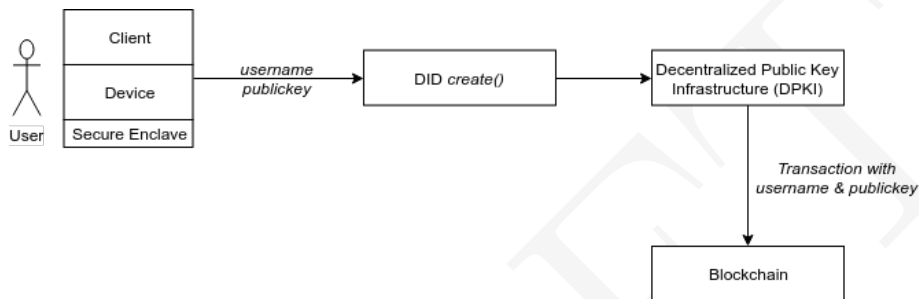 Client
Device
Secure Enclave
User
username
publickey
DID create()
Decentralized Public Key
Infrastructure (DPKI)
Transaction with
username & publickey
Blockchain